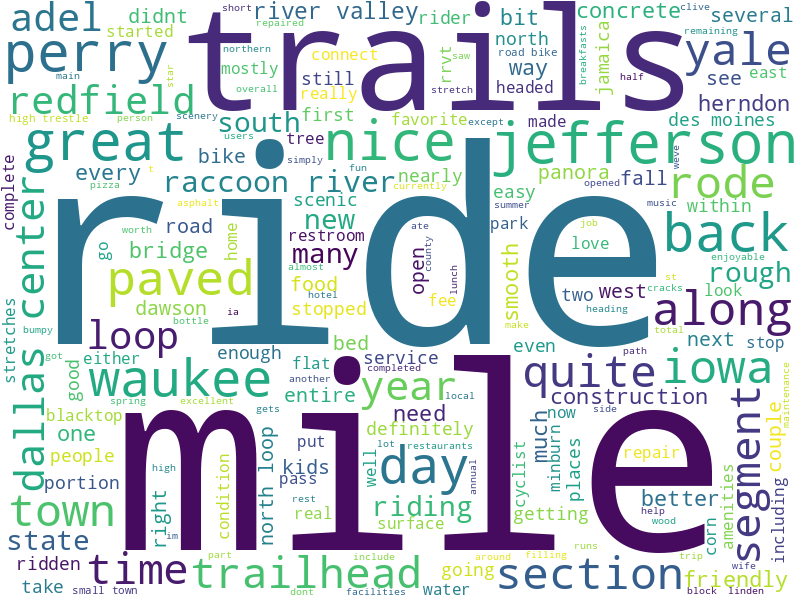 short
repaired
river valley
rider
bit
concrete
clive
adel
didnt
several
started
northern
connect
north
road bike
breakfasts
jamaica
remaining
trails
perry
mostly
still
rrvt
saw
way
yale
main
star
overall
really
stretch
headed
half
see
east
redfield
high trestle
person
scenery
first
favorite
except
made
herndon
des moines
south
users
tree
great
nice
jefferson
weve
bike
simply
fun
nearly
easy
panora
opened
fall
every
pizza
t
currently
raccoon river
scenic
summer
music
rode
complete
asphalt
new
within
dallas center
worth
home
ate
park
job
road
restroom
county
love
back
go
bridge
many
open
lunch
smooth
enjoyable
ride
almost
food
two
st
rough
paved
hotel
fee
west
cracks
look
dawson
ia
stopped
heading
along
stretches
bottle
make
total
bumpy
loop
bed
even
path
next
stop
got
either
enough
flat
service
good
another
completed
waukee
entire
year
quite
iowa
spring
excellent
local
construction
blacktop
gets
put
need
side
segment
maintenance
one
lot
restaurants
definitely
much
now
couple
people
high
kids
well
cyclist
minburn
places
repair
mile
portion
right
condition
north loop
pass
day
annual
better
including
rest
riding
help
amenities
town
im
real
surface
getting
wood
corn
state
part
include
around
runs
ridden
time
trailhead
going
filling
section
trip
friendly
take
small town
dont
facilities
water
wife
block
linden